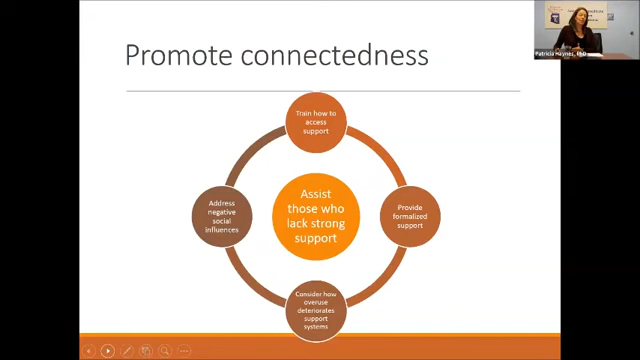 Promote connectedness
Patricia Haynes, PhD
Train how to
access
support
Assist
those who
lack strong
support
Address
negative
social
influences
Provide
formalized
support
Consider how
overuse
deteriorates
support
systems